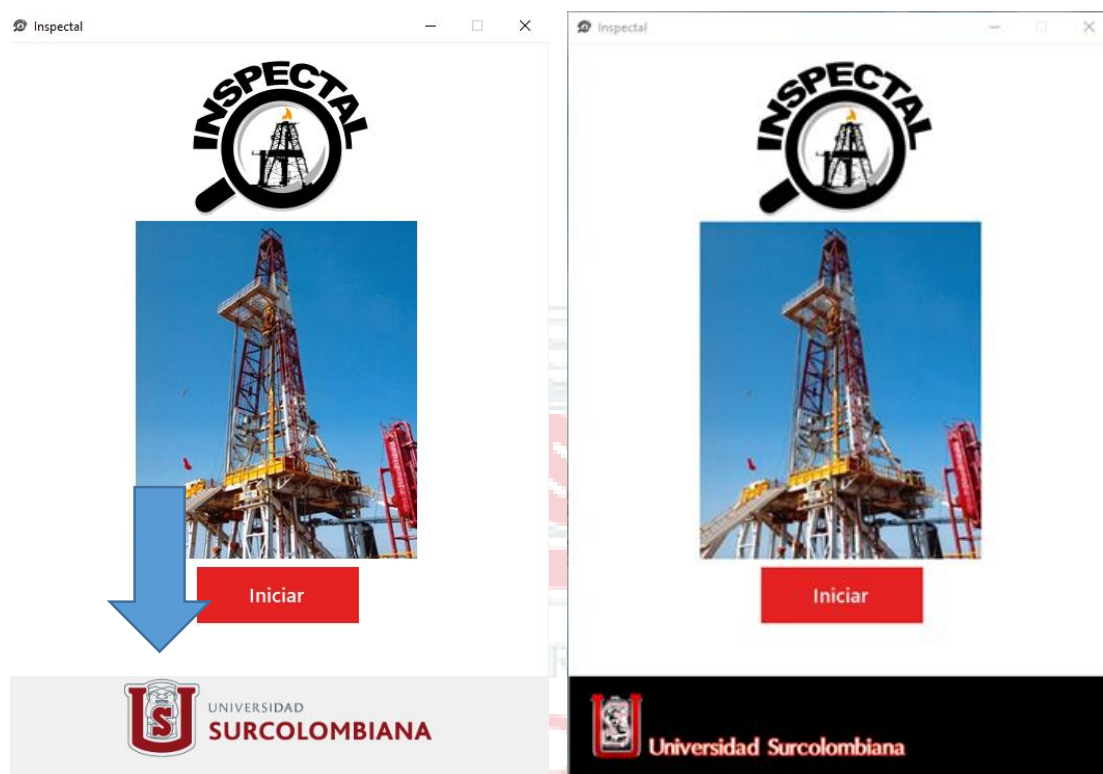 Inspectal
INSPECTAL
Iniciar
UNIVERSIDAD
SURCOLOMBIANA
Inspectal
INSPECTAL
Iniciar
Universidad Surcolombiana